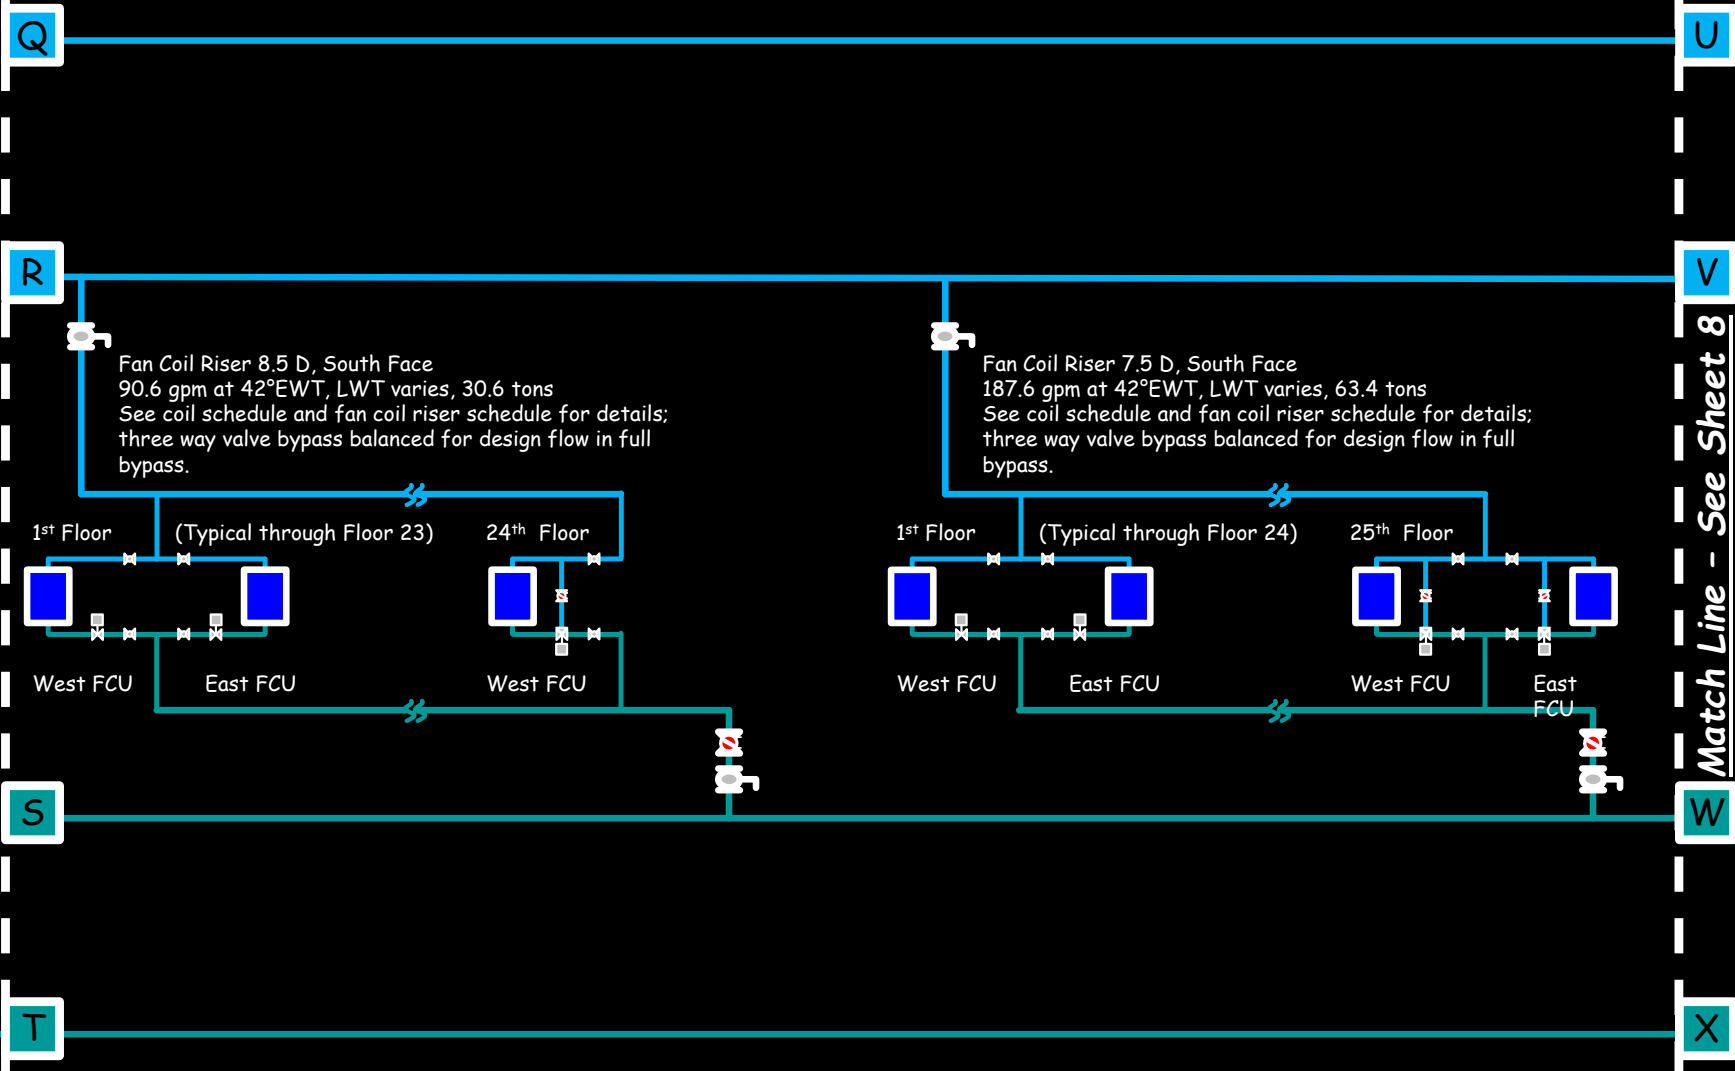 Q
U
R
V
Fan Coil Riser 8.5 D, South Face
90.6 gpm at 42°EWT, LWT varies, 30.6 tons
See coil schedule and fan coil riser schedule for details;
three way valve bypass balanced for design flow in full
bypass.
Fan Coil Riser 7.5 D, South Face
187.6 gpm at 42°EWT, LWT varies, 63.4 tons
See coil schedule and fan coil riser schedule for details;
three way valve bypass balanced for design flow in full
bypass.
1st Floor
(Typical through Floor 23)
24th Floor
1st Floor
(Typical through Floor 24)
25th Floor
West FCU
East FCU
West FCU
West FCU
East FCU
West FCU
East
FCU
Match Line - See Sheet 8
S
W
T
X